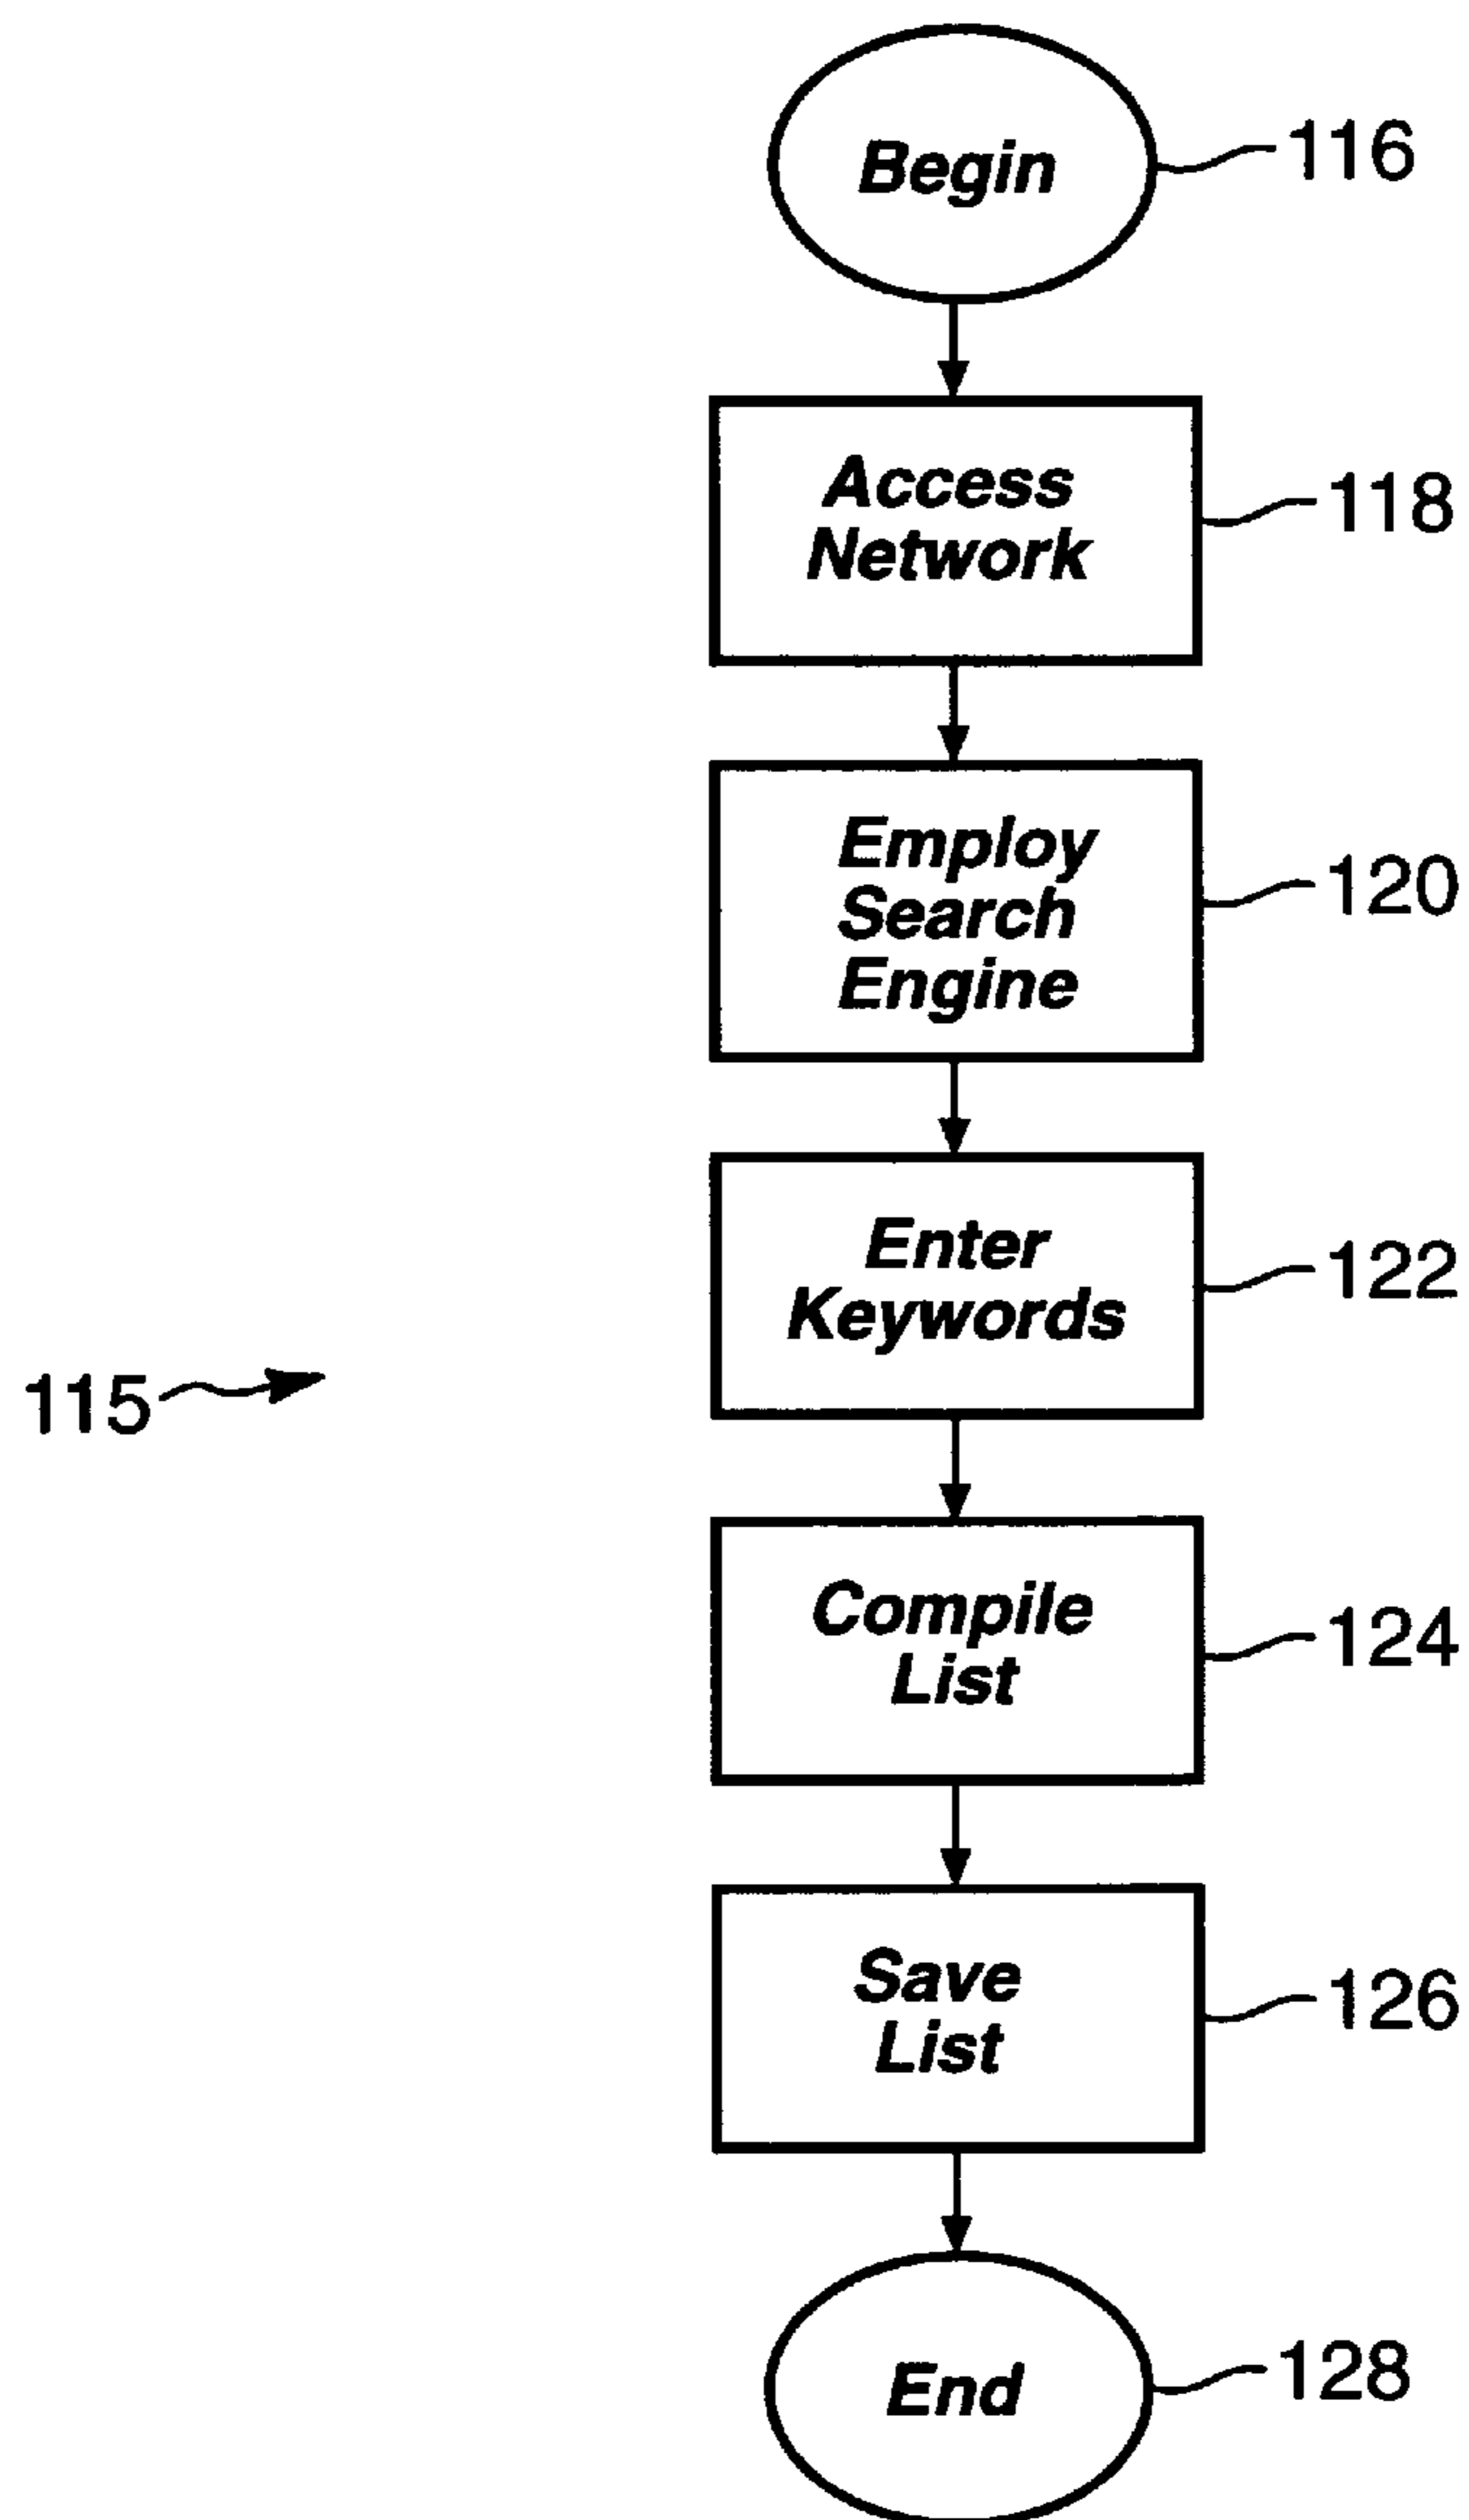 Begin
116
Access
Network
118
Employ
Search
Engine
120
Enter
Keywords
122
115
Compile
List
124
Save
List
126
End
128